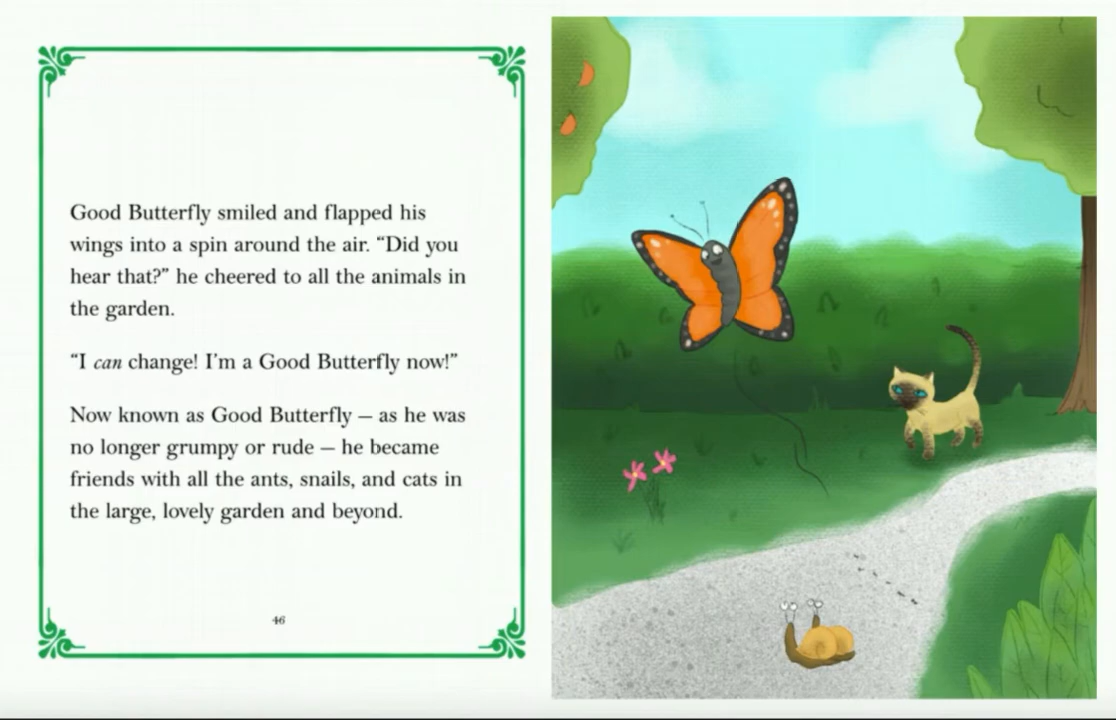 Good Butterfly smiled and flapped his
wings into a spin around the air. “Did you
hear that?” he cheered to all the animals in
the garden.
“I can change! I’m a Good Butterfly now!”
Now known as Good Butterfly — as he was
no longer grumpy or rude — he became
friends with all the ants, snails, and cats in
the large, lovely garden and beyond.
46